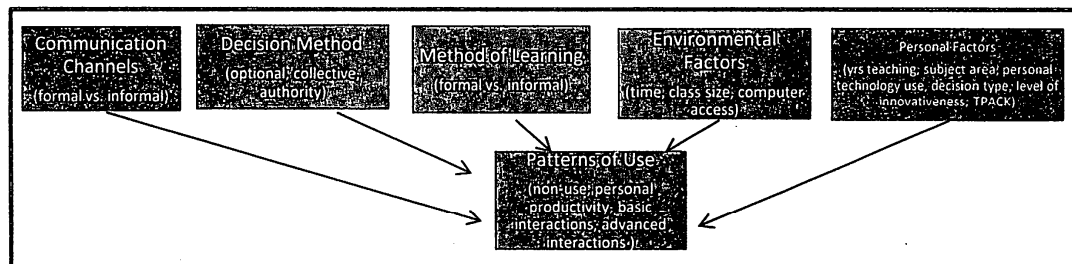 Communication
Channels
(formal vs. informal)
Decision Method
(optional, collective
authority)
Method of Learning
(formal vs. informal)
Environmental
Factors
(time, class size, computer
access)
Personal Factors
(yrs teaching, subject area, personal
technology use, decision type, level of
innovativeness, TPACK)
Patterns of Use
(non-use, personal
productivity, basic
interactions, advanced
interactions )